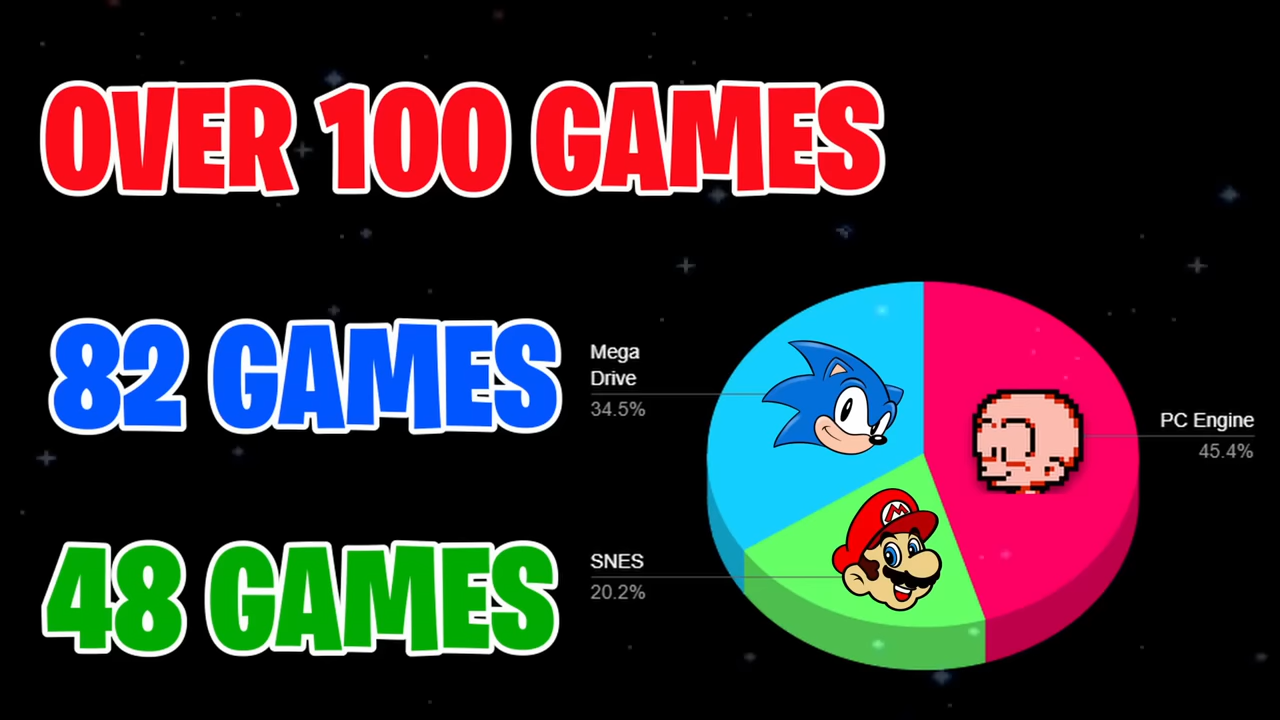 OVER 100 GAMES
82 GAMES
Mega
Drive
34.5%
PC Engine
45.4%
48 GAMES
SNES
20.2%
M